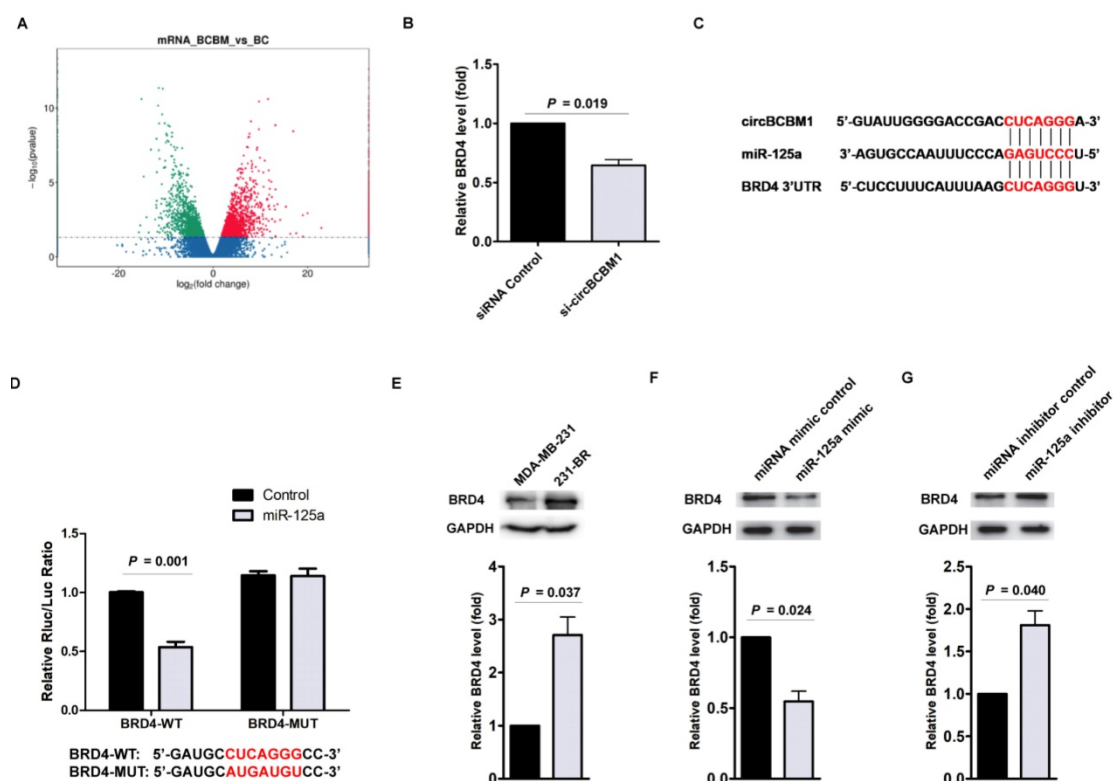 A
mRNA_BCBM_vs_BC
−log₁₀(pvalue)
10
5
0
-20
0
20
log₂(fold change)
B
Relative BRD4 level (fold)
1.5
1.0
0.5
0.0
P = 0.019
siRNA Control
si-circBCBM1
C
circBCBM1 5’-GUAUUGGGGACCGACCUCAGGGA-3’
miR-125a 3’-AGUGCCAAUUUCCCAGAGUCCCU-5’
BRD4 3’UTR 5’-CUCCUUUCAUUUAAGCUCAGGGU-3’
D
Control
miR-125a
Relative Rluc/Luc Ratio
1.5
1.0
0.5
0.0
P = 0.001
BRD4-WT
BRD4-MUT
BRD4-WT: 5’-GAUGCCUCAGGGCC-3’
BRD4-MUT: 5’-GAUGCAUGAUGUCC-3’
E
MDA-MB-231
231-BR
BRD4
GAPDH
Relative BRD4 level (fold)
4
3
2
1
0
P = 0.037
F
miRNA mimic control
miR-125a mimic
BRD4
GAPDH
Relative BRD4 level (fold)
1.5
1.0
0.5
0.0
P = 0.024
G
miRNA inhibitor control
miR-125a inhibitor
BRD4
GAPDH
Relative BRD4 level (fold)
2.5
2.0
1.5
1.0
0.5
0.0
P = 0.040